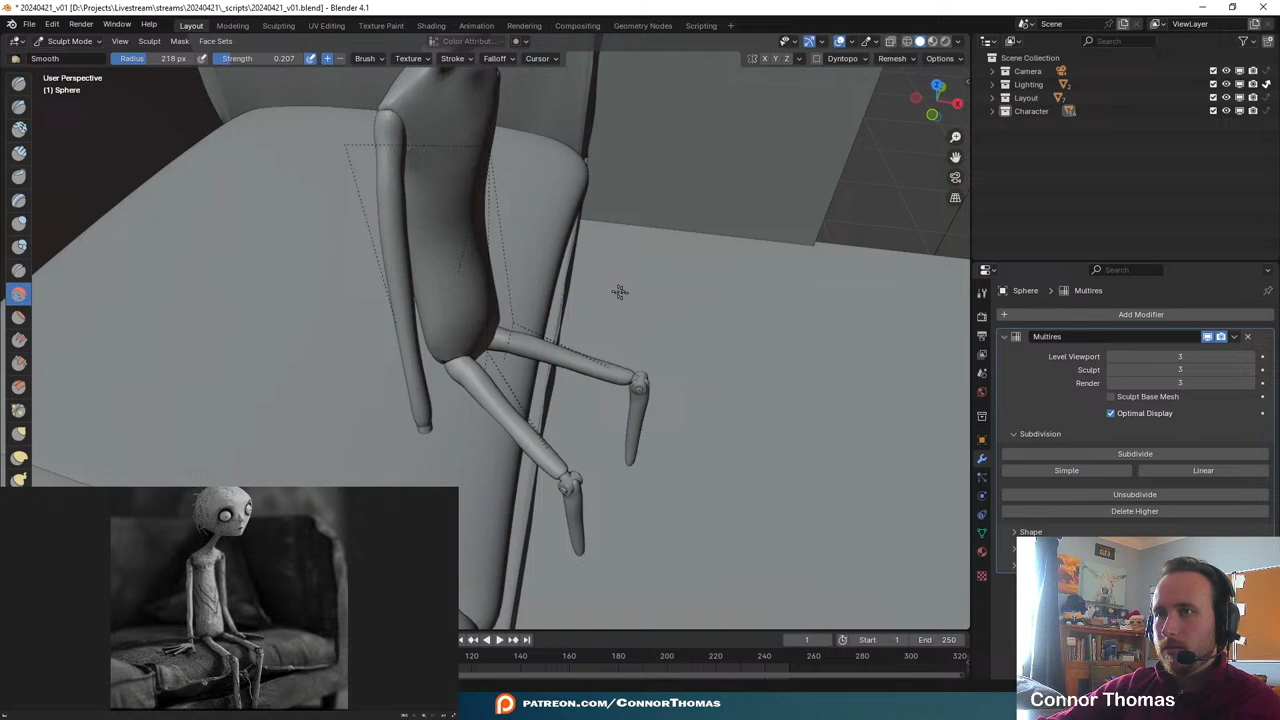 * 20240421_v01 [D:\Projects\Livestream\streams\20240421\_scripts\20240421_v01.blend] - Blender 4.1
File Edit Render Window Help Layout Modeling Sculpting UV Editing Texture Paint Shading Animation Rendering Compositing Geometry Nodes Scripting + Scene ViewLayer
Sculpt Mode View Sculpt Mask Face Sets Color Attribut... Search
Smooth Radius 218 px Strength 0.207 Brush Texture Stroke Falloff Cursor X Y Z Dyntopo Remesh Options
Scene Collection
Camera
Lighting
Layout
Character
User Perspective
(1) Sphere
Search
Sphere > Multires
Add Modifier
Multires
Level Viewport 3
Sculpt 3
Render 3
Sculpt Base Mesh
Optimal Display
Subdivision
Subdivide
Simple Linear
Unsubdivide
Delete Higher
Shape
1 Start 1 End 250
120 140 160 180 200 220 240 260 280 300 320
PATREON.COM/CONNORTHOMAS
Connor Thomas